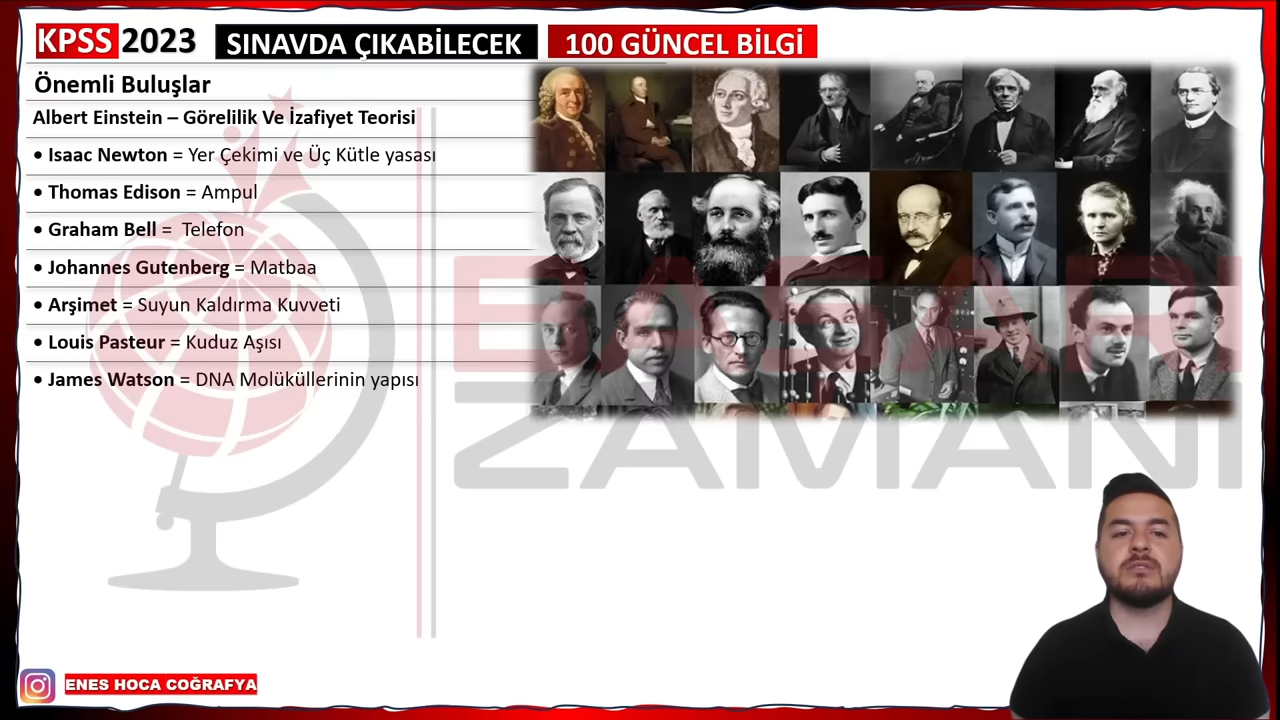 KPSS 2023 SINAVDA ÇIKABİLECEK 100 GÜNCEL BİLGİ
Önemli Buluşlar
Albert Einstein – Görelilik Ve İzafiyet Teorisi
• Isaac Newton = Yer Çekimi ve Üç Kütle yasası
• Thomas Edison = Ampul
• Graham Bell = Telefon
• Johannes Gutenberg = Matbaa
• Arşimet = Suyun Kaldırma Kuvveti
• Louis Pasteur = Kuduz Aşısı
• James Watson = DNA Molüküllerinin yapısı
BAŞARI
ZAMANI
ENES HOCA COĞRAFYA